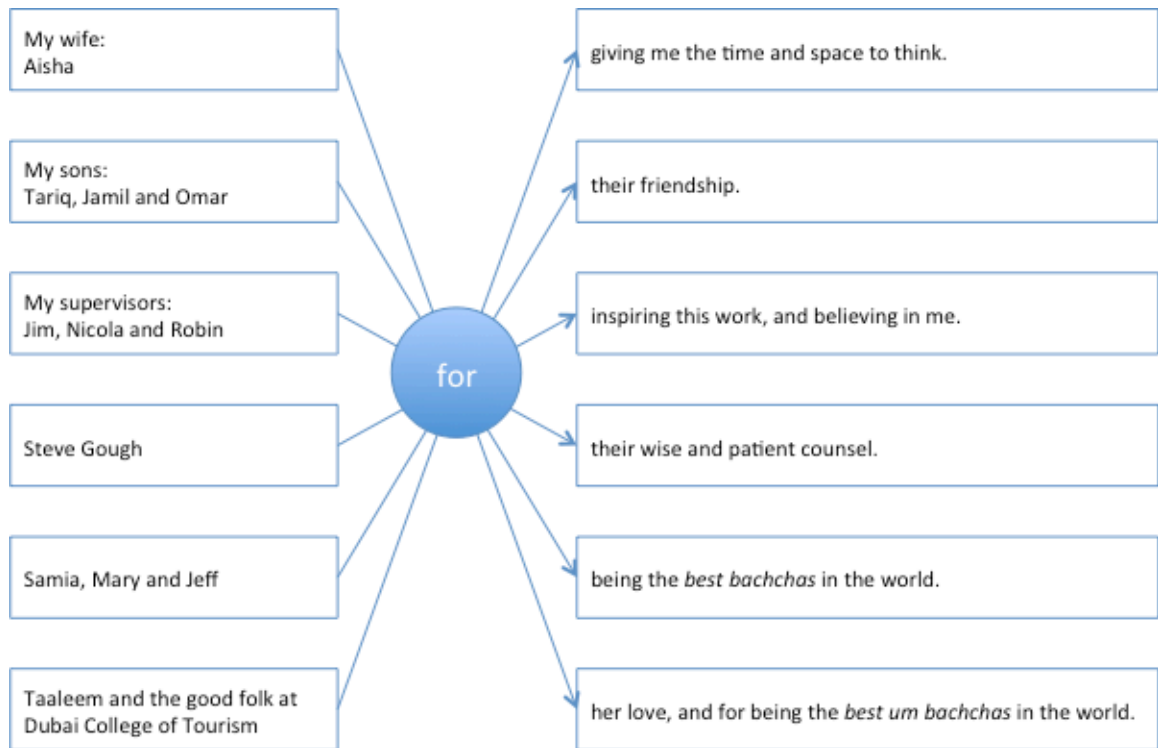 My wife:
Aisha
giving me the time and space to think.
My sons:
Tariq, Jamil and Omar
their friendship.
My supervisors:
Jim, Nicola and Robin
inspiring this work, and believing in me.
for
Steve Gough
their wise and patient counsel.
Samia, Mary and Jeff
being the best bachchas in the world.
Taaleem and the good folk at
Dubai College of Tourism
her love, and for being the best um bachchas in the world.